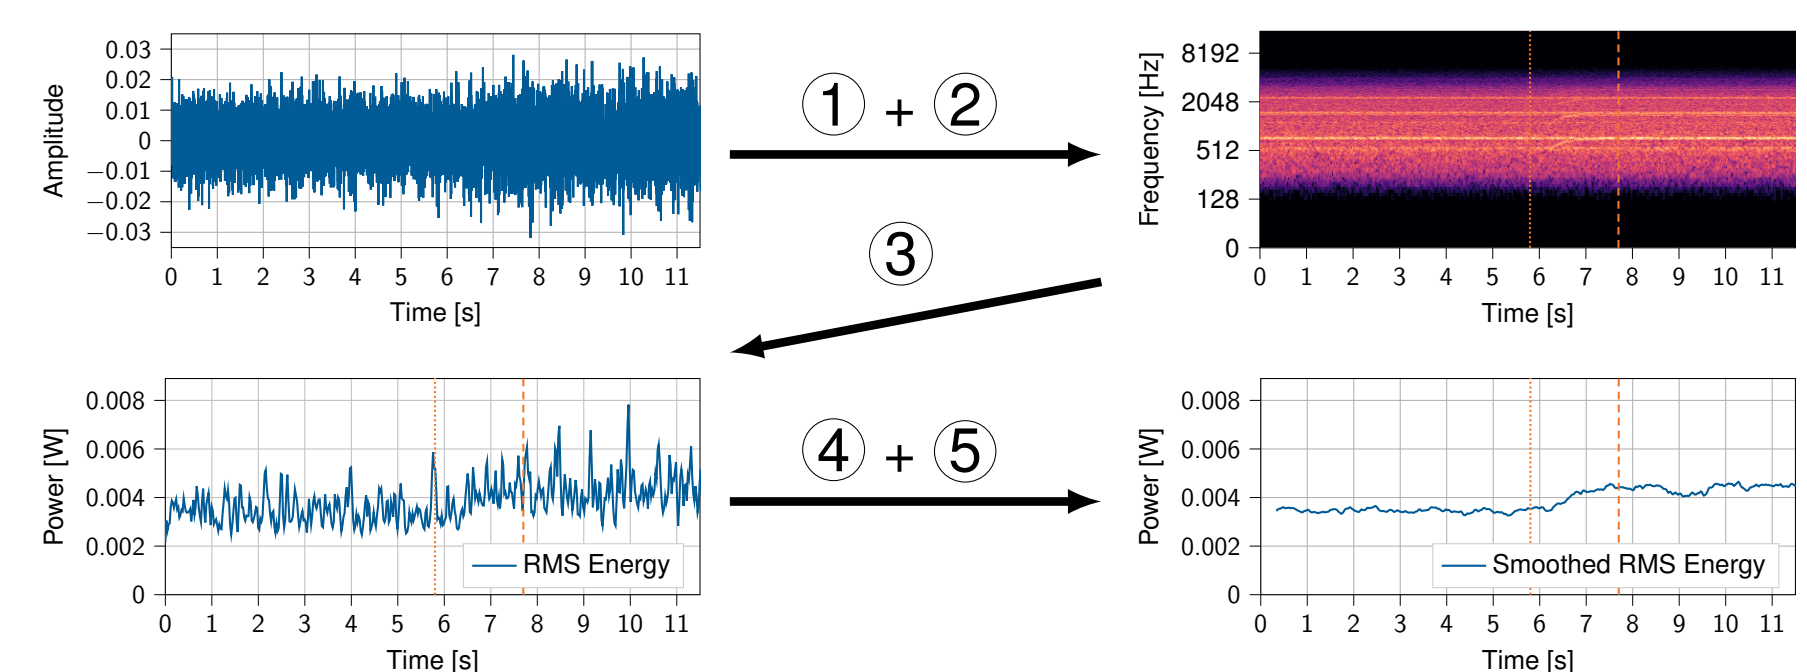 Amplitude
0.03
0.02
0.01
0
−0.01
−0.02
−0.03
0 1 2 3 4 5 6 7 8 9 10 11
Time [s]
1 + 2
Frequency [Hz]
8192
2048
512
128
0
0 1 2 3 4 5 6 7 8 9 10 11
Time [s]
3
Power [W]
0.008
0.006
0.004
0.002
0
RMS Energy
0 1 2 3 4 5 6 7 8 9 10 11
Time [s]
4 + 5
Power [W]
0.008
0.006
0.004
0.002
0
Smoothed RMS Energy
0 1 2 3 4 5 6 7 8 9 10 11
Time [s]